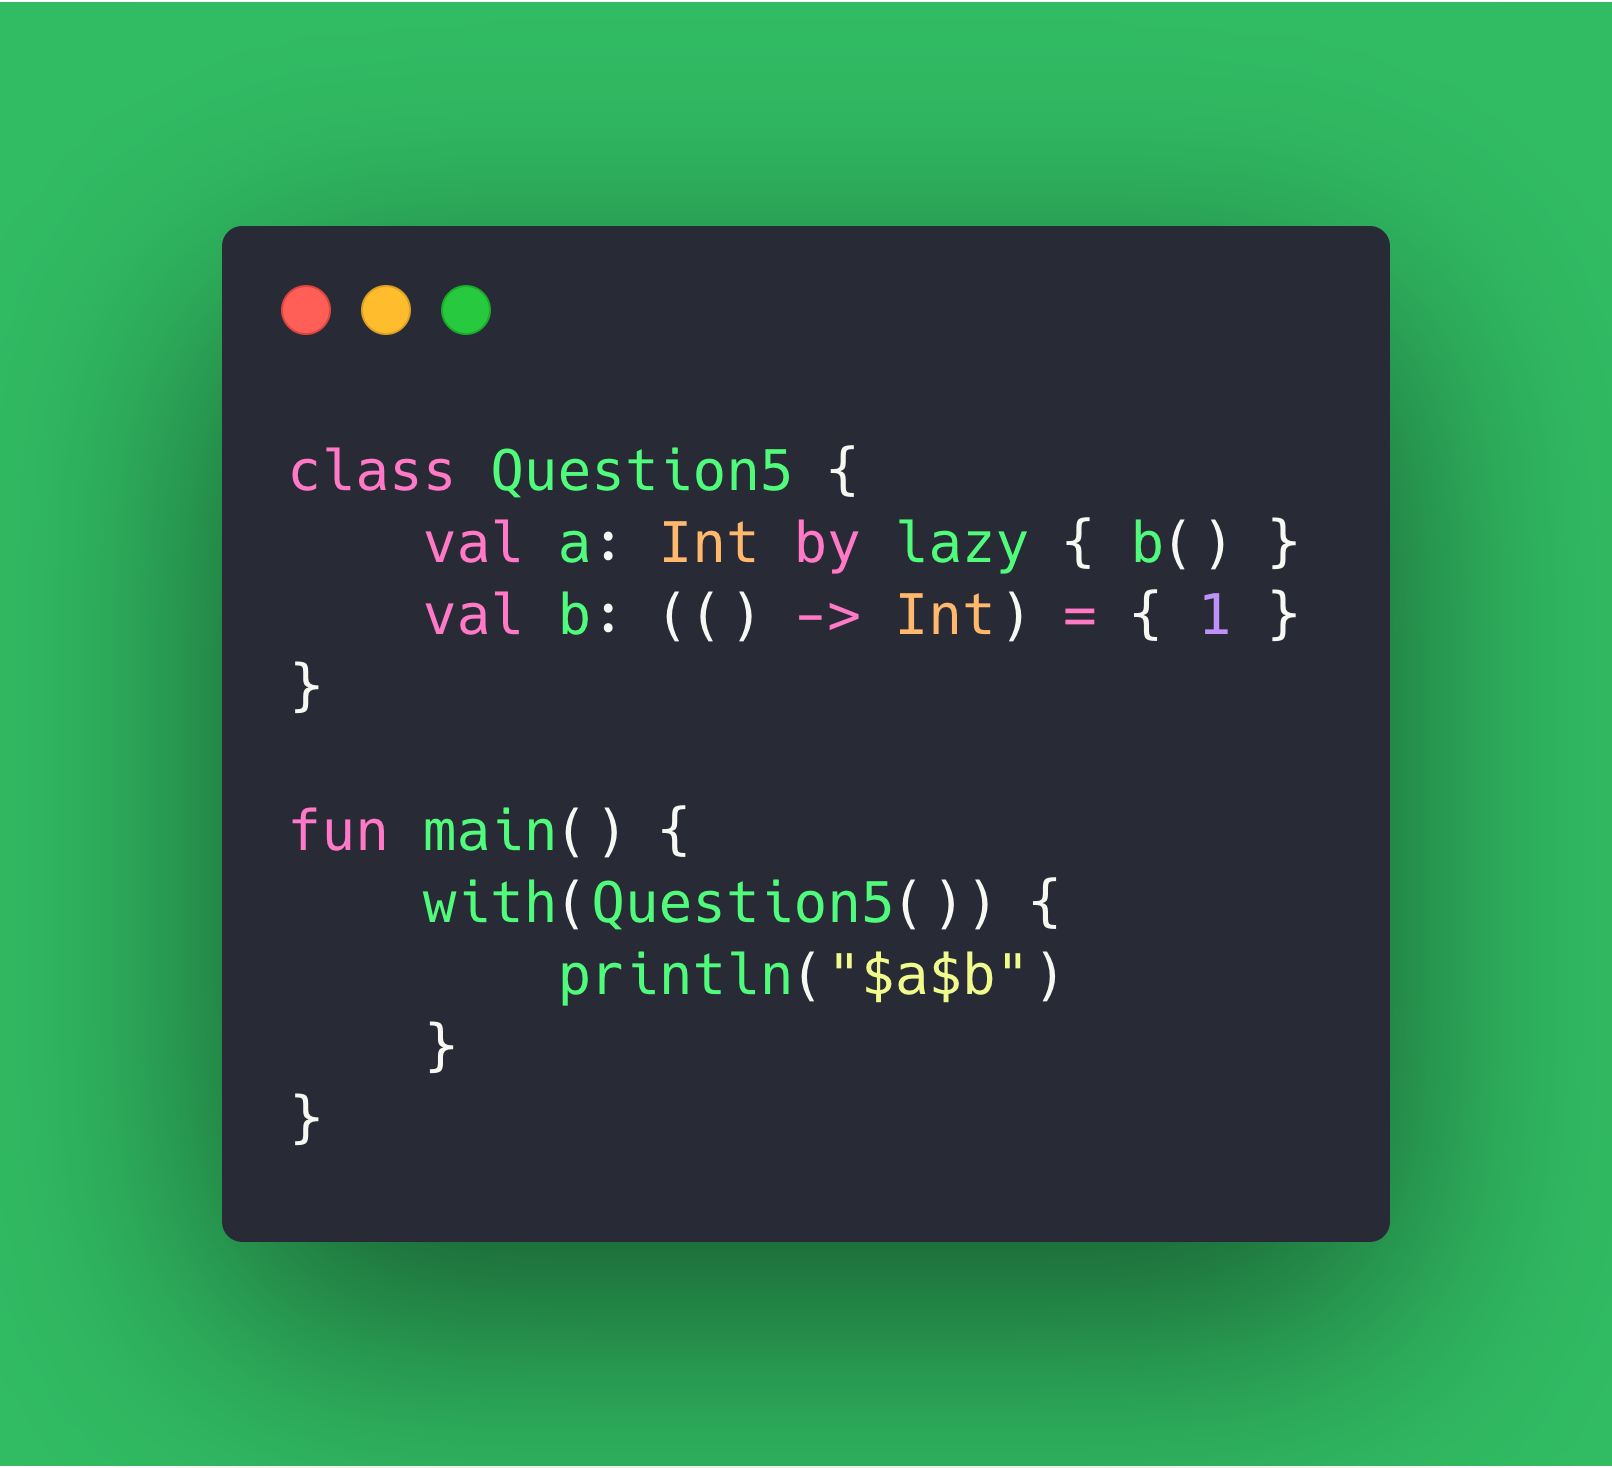 class Question5 {
    val a: Int by lazy { b() }
    val b: (() -> Int) = { 1 }
}

fun main() {
    with(Question5()) {
        println("$a$b")
    }
}